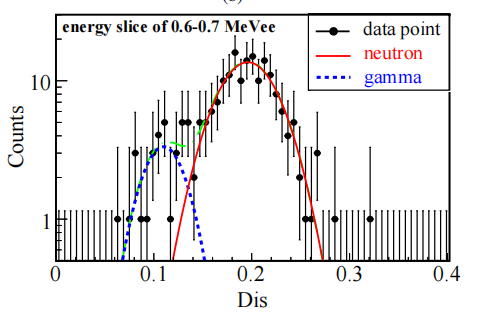 energy slice of 0.6-0.7 MeVee
data point
neutron
gamma
Counts
10
1
0
0.1
0.2
0.3
0.4
Dis